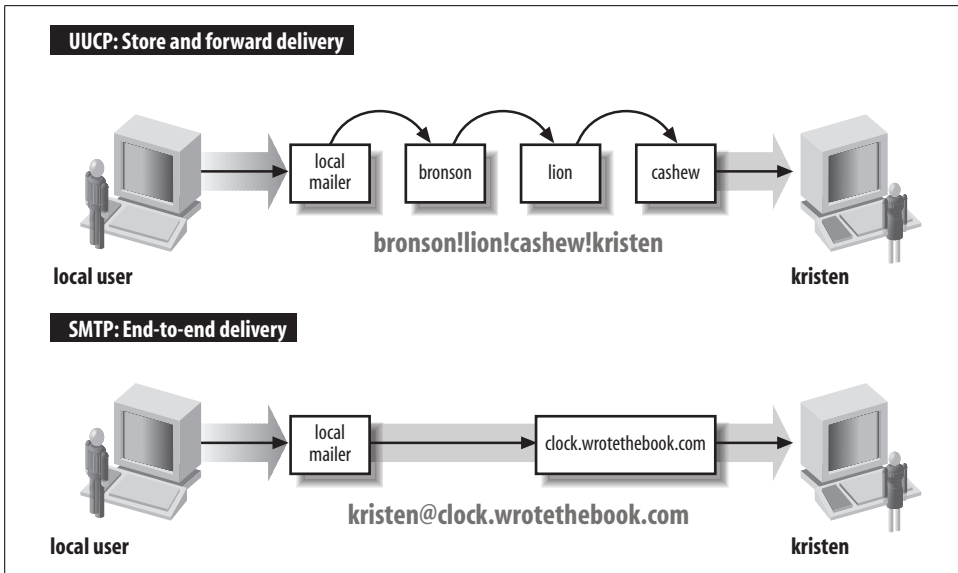 UUCP: Store and forward delivery
local
mailer
bronson
lion
cashew
bronson!lion!cashew!kristen
local user
kristen
SMTP: End-to-end delivery
local
mailer
clock.wrotethebook.com
kristen@clock.wrotethebook.com
local user
kristen